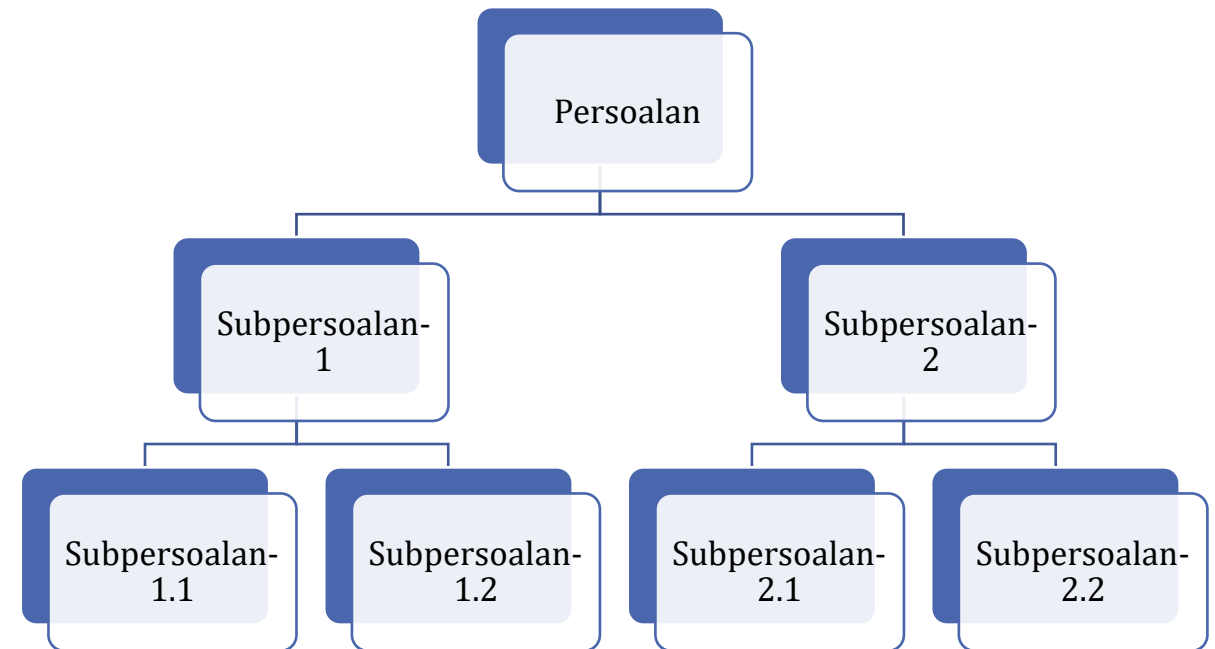 Persoalan
Subpersoalan-
1
Subpersoalan-
2
Subpersoalan-
1.1
Subpersoalan-
1.2
Subpersoalan-
2.1
Subpersoalan-
2.2